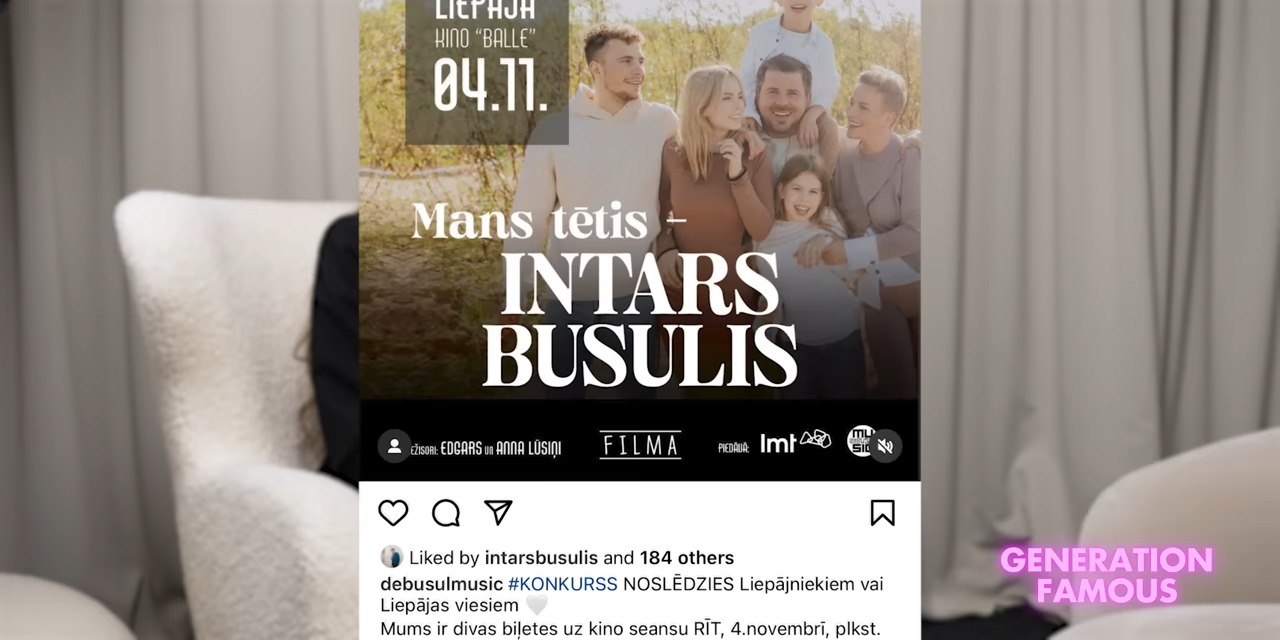 LIEPĀJA
KINO “BALLE”
04.11.
Mans tētis –
INTARS
BUSULIS
EŽISORI: EDGARS UN ANNA LŪSIŅI
FILMA
PIEDĀVĀ: lmt
Liked by intarsbusulis and 184 others
debusulmusic #KONKURSS NOSLĒDZIES Liepājniekiem vai
Liepājas viesiem 🤍
Mums ir divas biļetes uz kino seansu RĪT, 4.novembrī, plkst.
GENERATION
FAMOUS